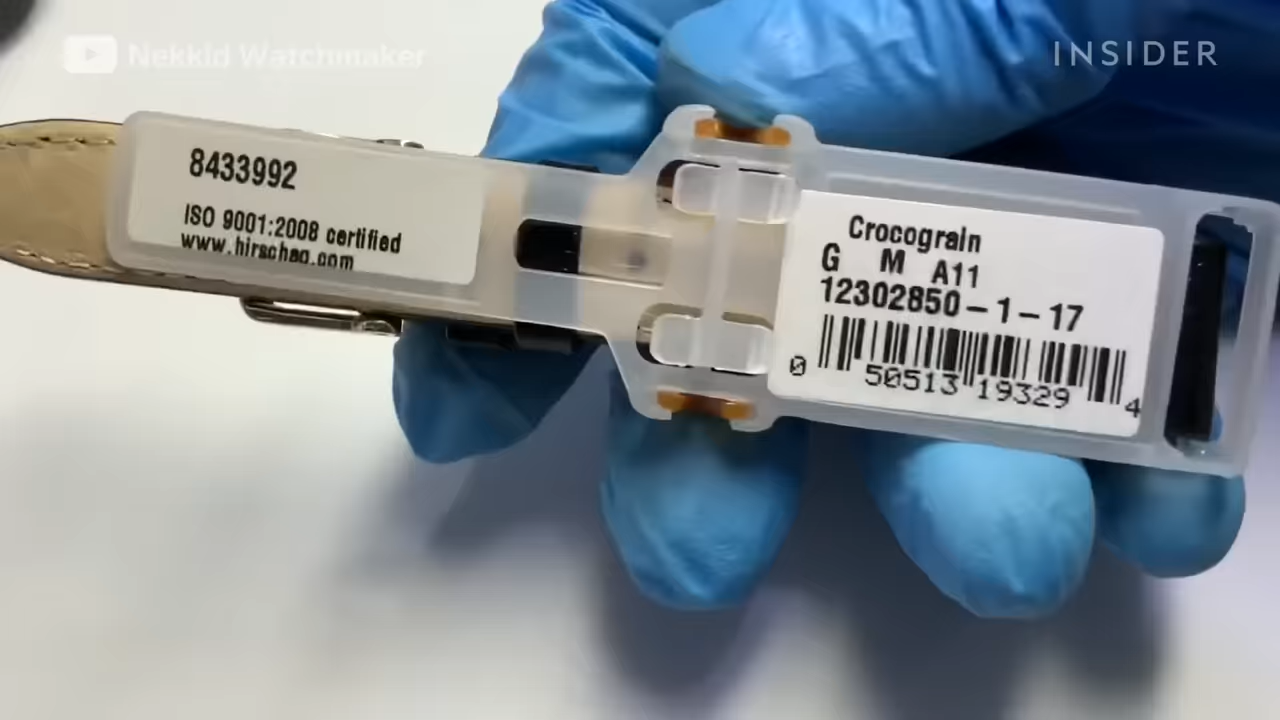 Nekkid Watchmaker
INSIDER
8433992
ISO 9001:2008 certified
www.hirschag.com
Crocograin
G M A11
12302850-1-17
0 50513 19329 4